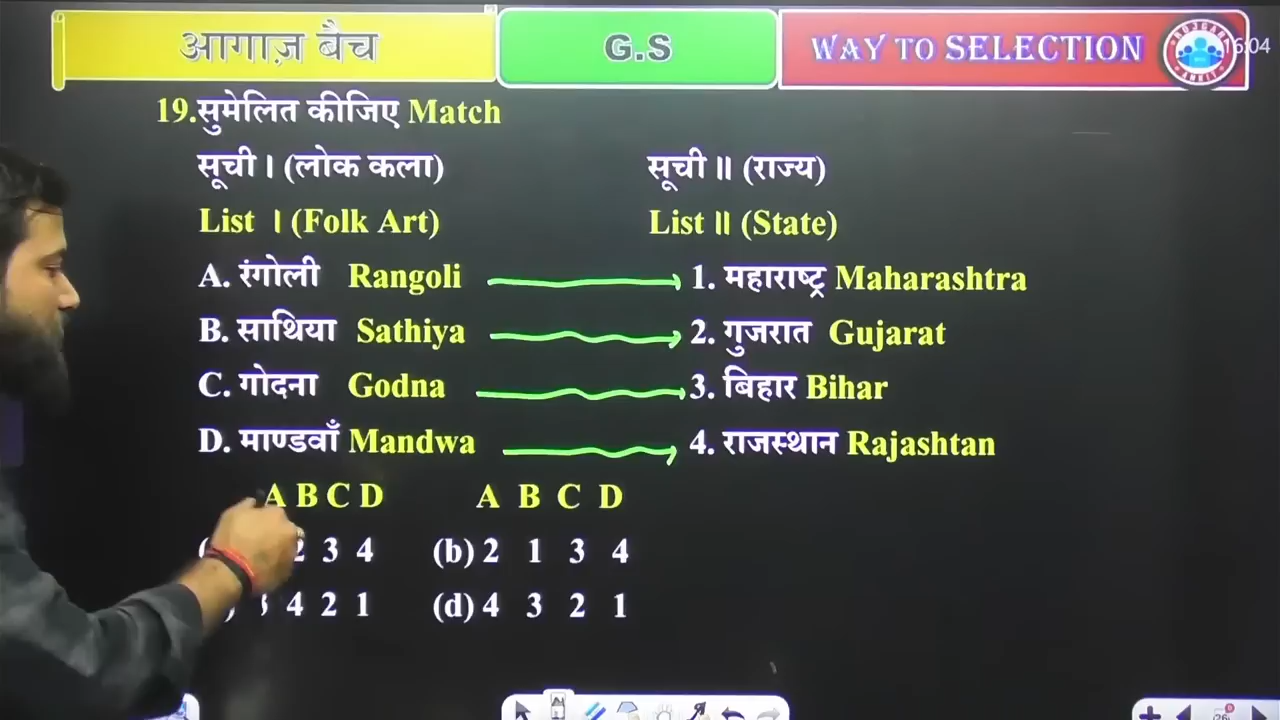 आगाज़ बैच G.S WAY TO SELECTION 16:04
19.सुमेलित कीजिए Match
सूची । (लोक कला) सूची ॥ (राज्य)
List । (Folk Art) List ॥ (State)
A. रंगोली Rangoli 1. महाराष्ट्र Maharashtra
B. साथिया Sathiya 2. गुजरात Gujarat
C. गोदना Godna 3. बिहार Bihar
D. माण्डवाँ Mandwa 4. राजस्थान Rajashtan
A B C D A B C D
2 3 4 (b) 2 1 3 4
4 2 1 (d) 4 3 2 1